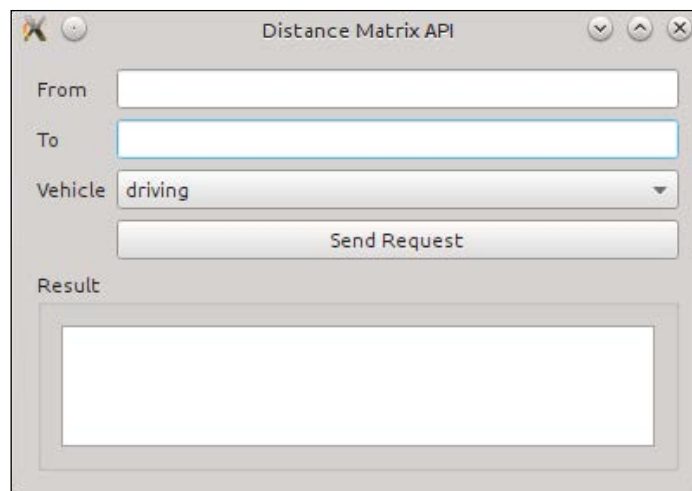 Distance Matrix API
From
To
Vehicle driving
Send Request
Result